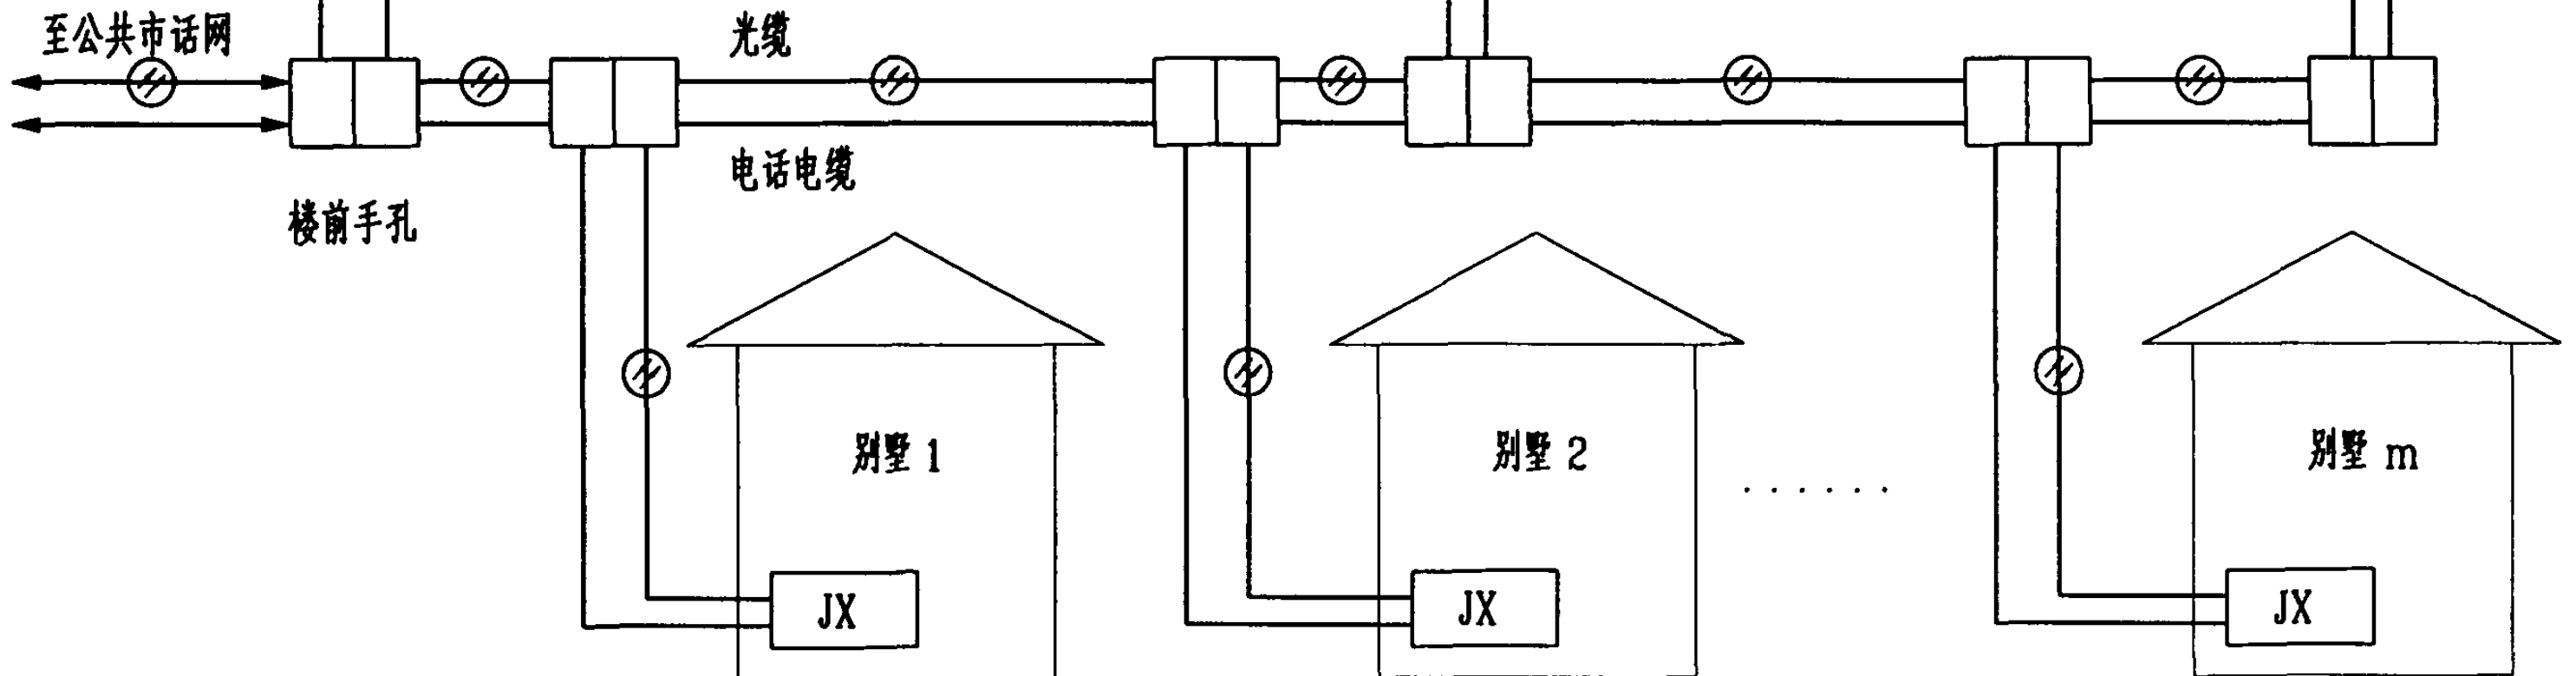 至公共市话网
光缆
电话电缆
楼前手孔
别墅 1
别墅 2
......
别墅 m
JX
JX
JX